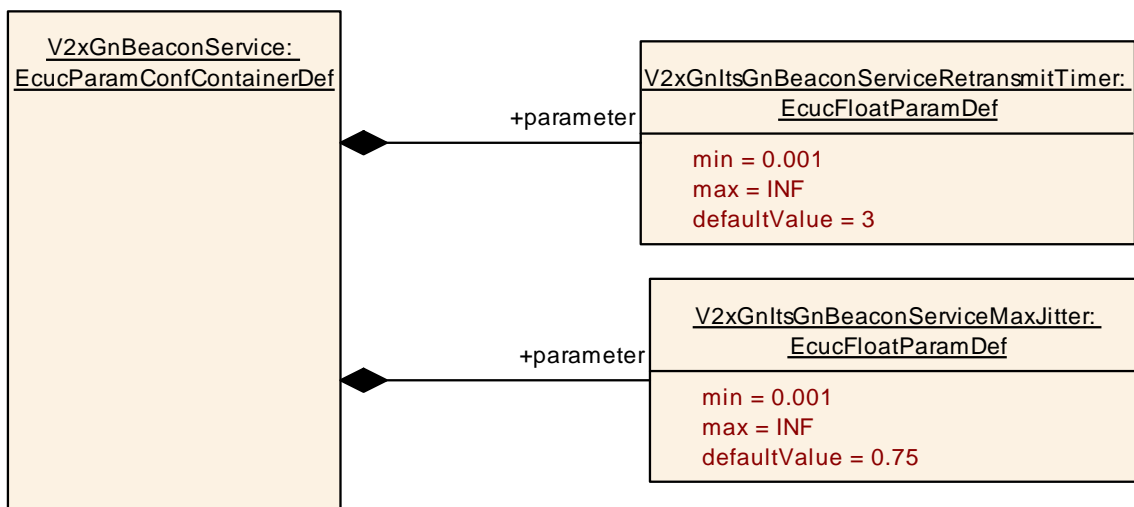 V2xGnBeaconService:
EcucParamConfContainerDef
+parameter
V2xGnItsGnBeaconServiceRetransmitTimer:
EcucFloatParamDef
min = 0.001
max = INF
defaultValue = 3
+parameter
V2xGnItsGnBeaconServiceMaxJitter:
EcucFloatParamDef
min = 0.001
max = INF
defaultValue = 0.75